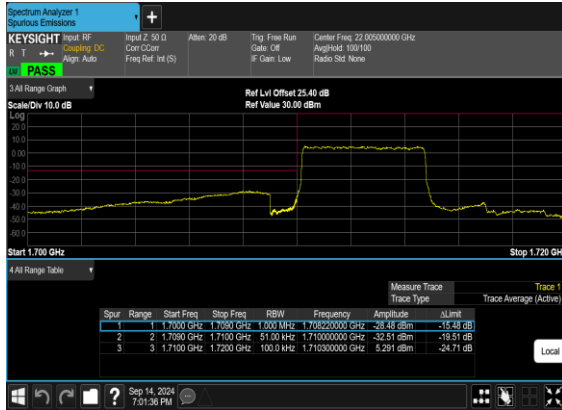 Spectrum Analyzer 1
Spurious Emissions
+
KEYSIGHT Input: RF Input Z: 50 Ω Atten: 20 dB Trig: Free Run Center Freq: 22.005000000 GHz
R T Coupling: DC Corr CCorr Gate: Off Avg|Hold: 100/100
Align: Auto Freq Ref: Int (S) IF Gain: Low Radio Std: None
PASS
3 All Range Graph
Ref Lvl Offset 25.40 dB
Scale/Div 10.0 dB Ref Value 30.00 dBm
Log
20.0
10.0
0.00
-10.0
-20.0
-30.0
-40.0
-50.0
-60.0
Start 1.700 GHz Stop 1.720 GHz
4 All Range Table
Measure Trace Trace 1
Trace Type Trace Average (Active)
Spur Range Start Freq Stop Freq RBW Frequency Amplitude ΔLimit
1 1 1.7000 GHz 1.7090 GHz 1.000 MHz 1.708220000 GHz -28.48 dBm -15.48 dB
2 2 1.7090 GHz 1.7100 GHz 51.00 kHz 1.710000000 GHz -32.51 dBm -19.51 dB
3 3 1.7100 GHz 1.7200 GHz 100.0 kHz 1.710300000 GHz 5.291 dBm -24.71 dB
Local
? Sep 14, 2024
7:01:36 PM